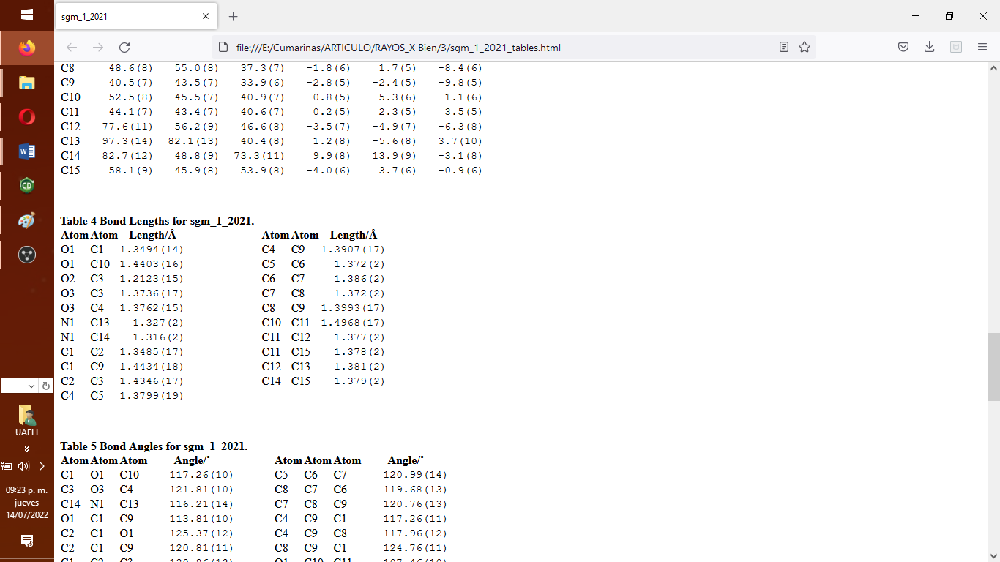 sgm_1_2021
file:///E:/Cumarinas/ARTICULO/RAYOS_X Bien/3/sgm_1_2021_tables.html
C8 48.6(8) 55.0(8) 37.3(7) -1.8(6) 1.7(5) -8.4(6)
C9 40.5(7) 43.5(7) 33.9(6) -2.8(5) -2.4(5) -9.8(5)
C10 52.5(8) 45.5(7) 40.9(7) -0.8(5) 5.3(6) 1.1(6)
C11 44.1(7) 43.4(7) 40.6(7) 0.2(5) 2.3(5) 3.5(5)
C12 77.6(11) 56.2(9) 46.6(8) -3.5(7) -4.9(7) -6.3(8)
C13 97.3(14) 82.1(13) 40.4(8) 1.2(8) -5.6(8) 3.7(10)
C14 82.7(12) 48.8(9) 73.3(11) 9.9(8) 13.9(9) -3.1(8)
C15 58.1(9) 45.9(8) 53.9(8) -4.0(6) 3.7(6) -0.9(6)
Table 4 Bond Lengths for sgm_1_2021.
Atom Atom Length/Å Atom Atom Length/Å
O1 C1 1.3494(14) C4 C9 1.3907(17)
O1 C10 1.4403(16) C5 C6 1.372(2)
O2 C3 1.2123(15) C6 C7 1.386(2)
O3 C3 1.3736(17) C7 C8 1.372(2)
O3 C4 1.3762(15) C8 C9 1.3993(17)
N1 C13 1.327(2) C10 C11 1.4968(17)
N1 C14 1.316(2) C11 C12 1.377(2)
C1 C2 1.3485(17) C11 C15 1.378(2)
C1 C9 1.4434(18) C12 C13 1.381(2)
C2 C3 1.4346(17) C14 C15 1.379(2)
C4 C5 1.3799(19)
Table 5 Bond Angles for sgm_1_2021.
Atom Atom Atom Angle/˚ Atom Atom Atom Angle/˚
C1 O1 C10 117.26(10) C5 C6 C7 120.99(14)
C3 O3 C4 121.81(10) C8 C7 C6 119.68(13)
C14 N1 C13 116.21(14) C7 C8 C9 120.76(13)
O1 C1 C9 113.81(10) C4 C9 C1 117.26(11)
C2 C1 O1 125.37(12) C4 C9 C8 117.96(12)
C2 C1 C9 120.81(11) C8 C9 C1 124.76(11)
W
CD
UAEH
09:23 p. m.
jueves
14/07/2022